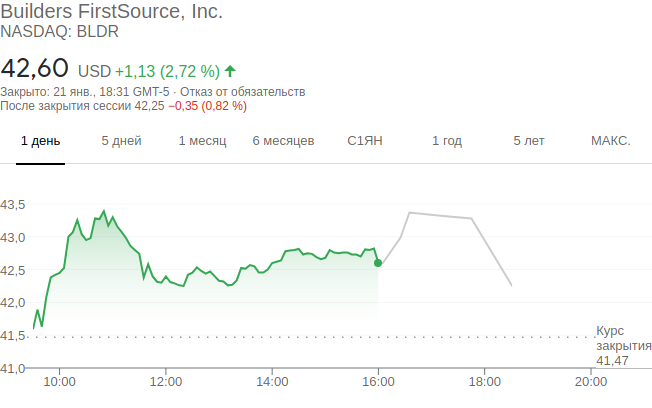 Builders FirstSource, Inc.
NASDAQ: BLDR
42,60 USD +1,13 (2,72 %)
Закрыто: 21 янв., 18:31 GMT-5 · Отказ от обязательств
После закрытия сессии 42,25 −0,35 (0,82 %)
1 день 5 дней 1 месяц 6 месяцев С1ЯН 1 год 5 лет МАКС.
43,5
43,0
42,5
42,0
41,5
41,0
Курс
закрытия
41,47
10:00 12:00 14:00 16:00 18:00 20:00